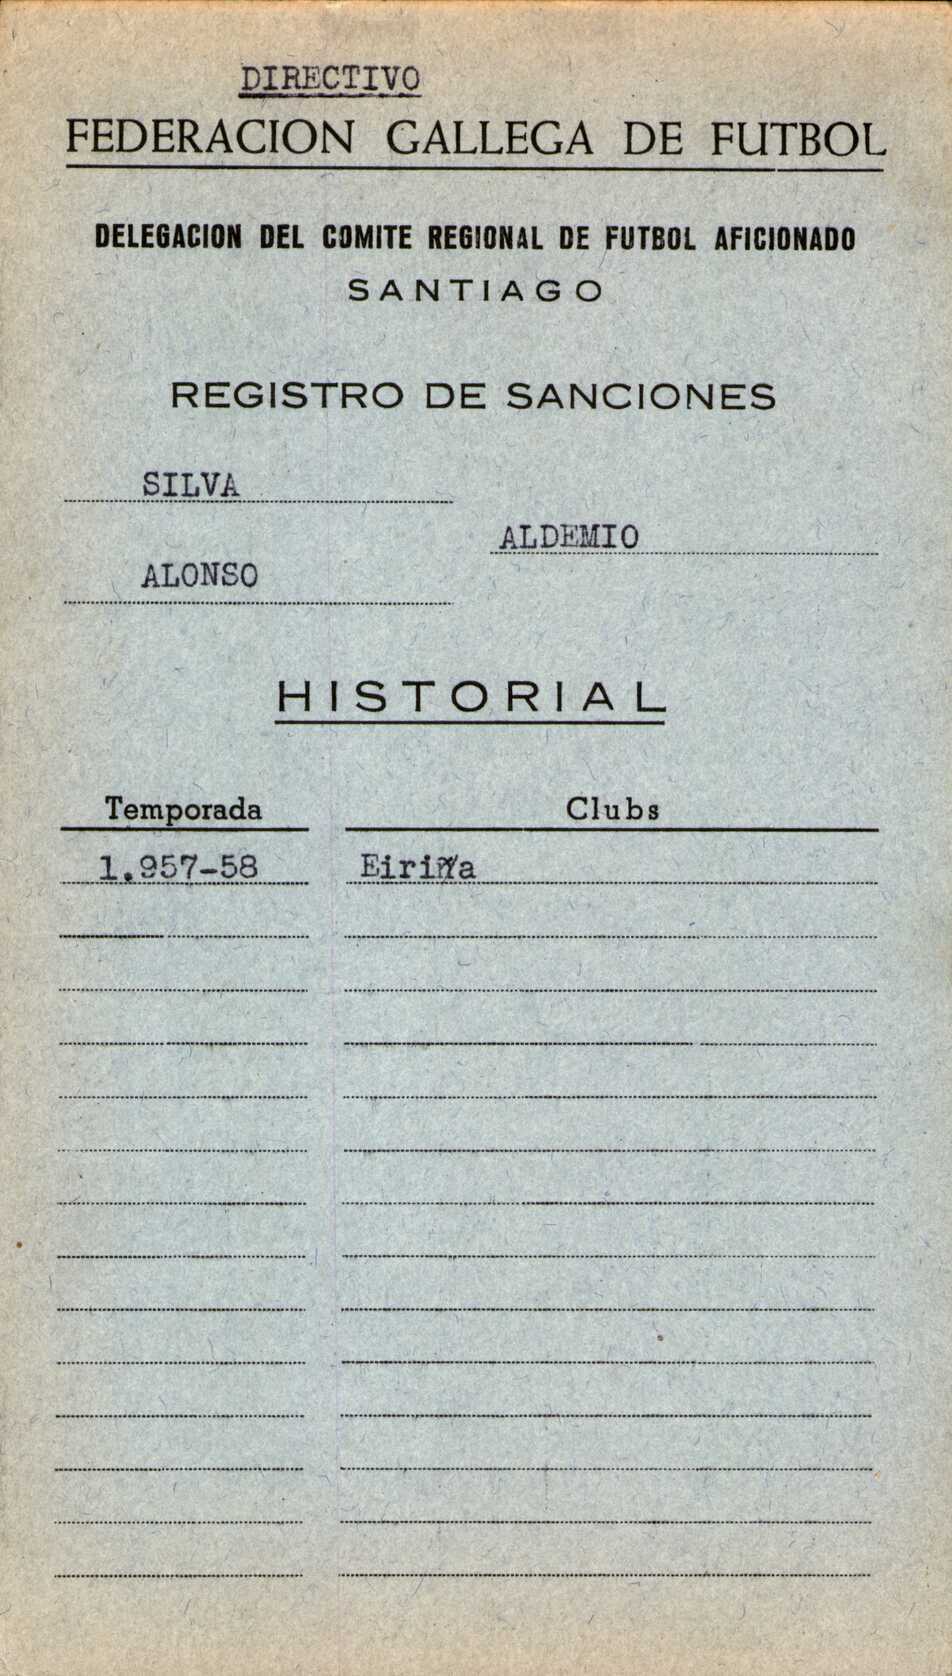 DIRECTIVO
FEDERACION GALLEGA DE FUTBOL
DELEGACION DEL COMITE REGIONAL DE FUTBOL AFICIONADO
SANTIAGO
REGISTRO DE SANCIONES
SILVA
ALDEMIO
ALONSO
HISTORIAL
Temporada Clubs
1.957-58 Eiriña